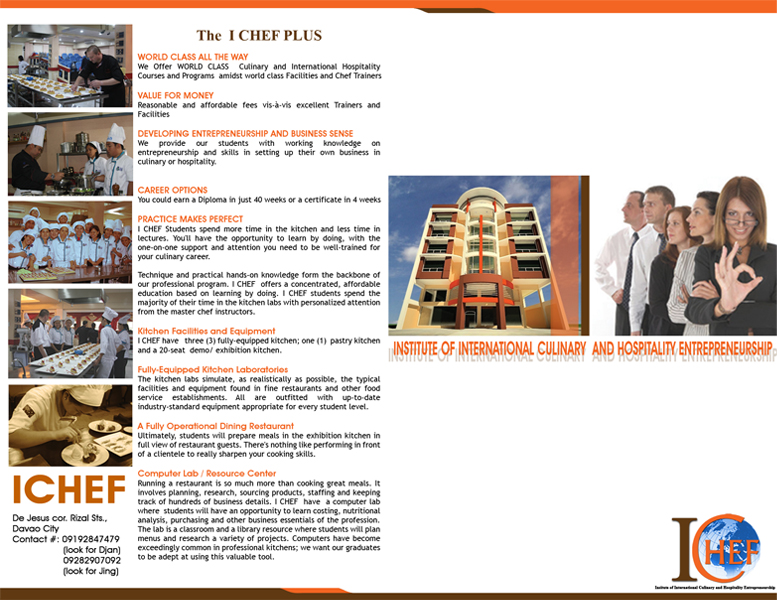 The I CHEF PLUS
WORLD CLASS ALL THE WAY
We Offer WORLD CLASS Culinary and International Hospitality
Courses and Programs amidst world class Facilities and Chef Trainers
VALUE FOR MONEY
Reasonable and affordable fees vis-à-vis excellent Trainers and
Facilities
DEVELOPING ENTREPRENEURSHIP AND BUSINESS SENSE
We provide our students with working knowledge on
entrepreneurship and skills in setting up their own business in
culinary or hospitality.
CAREER OPTIONS
You could earn a Diploma in just 40 weeks or a certificate in 4 weeks
PRACTICE MAKES PERFECT
I CHEF Students spend more time in the kitchen and less time in
lectures. You'll have the opportunity to learn by doing, with the
one-on-one support and attention you need to be well-trained for
your culinary career.
Technique and practical hands-on knowledge form the backbone of
our professional program. I CHEF offers a concentrated, affordable
education based on learning by doing. I CHEF students spend the
majority of their time in the kitchen labs with personalized attention
from the master chef instructors.
Kitchen Facilities and Equipment
I CHEF have three (3) fully-equipped kitchen; one (1) pastry kitchen
and a 20-seat demo/ exhibition kitchen.
Fully-Equipped Kitchen Laboratories
The kitchen labs simulate, as realistically as possible, the typical
facilities and equipment found in fine restaurants and other food
service establishments. All are outfitted with up-to-date
industry-standard equipment appropriate for every student level.
A Fully Operational Dining Restaurant
Ultimately, students will prepare meals in the exhibition kitchen in
full view of restaurant guests. There's nothing like performing in front
of a clientele to really sharpen your cooking skills.
Computer Lab / Resource Center
Running a restaurant is so much more than cooking great meals. It
involves planning, research, sourcing products, staffing and keeping
track of hundreds of business details. I CHEF have a computer lab
where students will have an opportunity to learn costing, nutritional
analysis, purchasing and other business essentials of the profession.
The lab is a classroom and a library resource where students will plan
menus and research a variety of projects. Computers have become
exceedingly common in professional kitchens; we want our graduates
to be adept at using this valuable tool.
ICHEF
De Jesus cor. Rizal Sts.,
Davao City
Contact #: 09192847479
(look for Djan)
09282907092
(look for Jing)
INSTITUTE OF INTERNATIONAL CULINARY AND HOSPITALITY ENTREPRENEURSHIP
ICHEF
Insitute of International Culinary and Hospitality Entrepreneurship